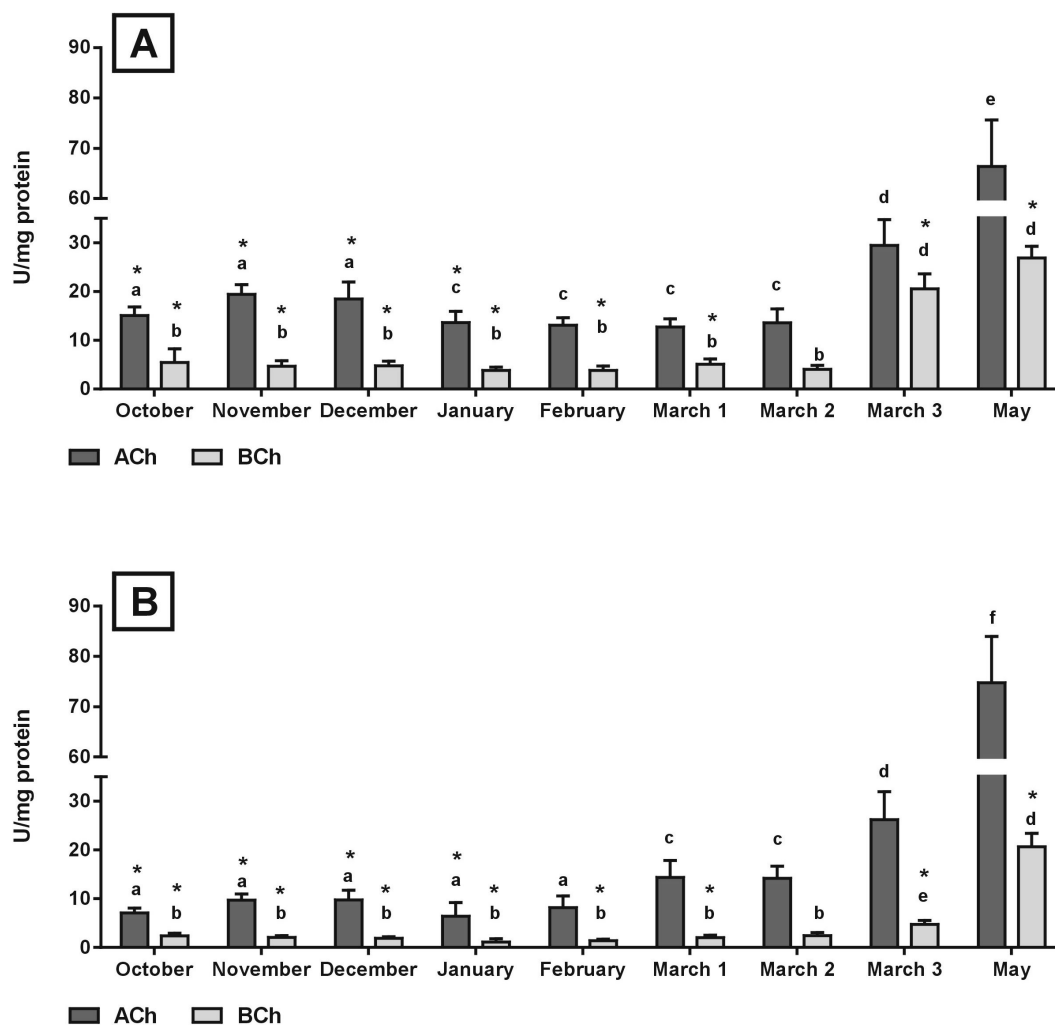 A
90
80
70
60
30
20
10
0
U/mg protein
* a * b * a * b * a * b * c * b c * b c * b c b d * d e * d
October November December January February March 1 March 2 March 3 May
ACh BCh
B
90
80
70
60
30
20
10
0
U/mg protein
* a * b * a * b * a * b * a * b a * b c * b c b d * e f * d
October November December January February March 1 March 2 March 3 May
ACh BCh